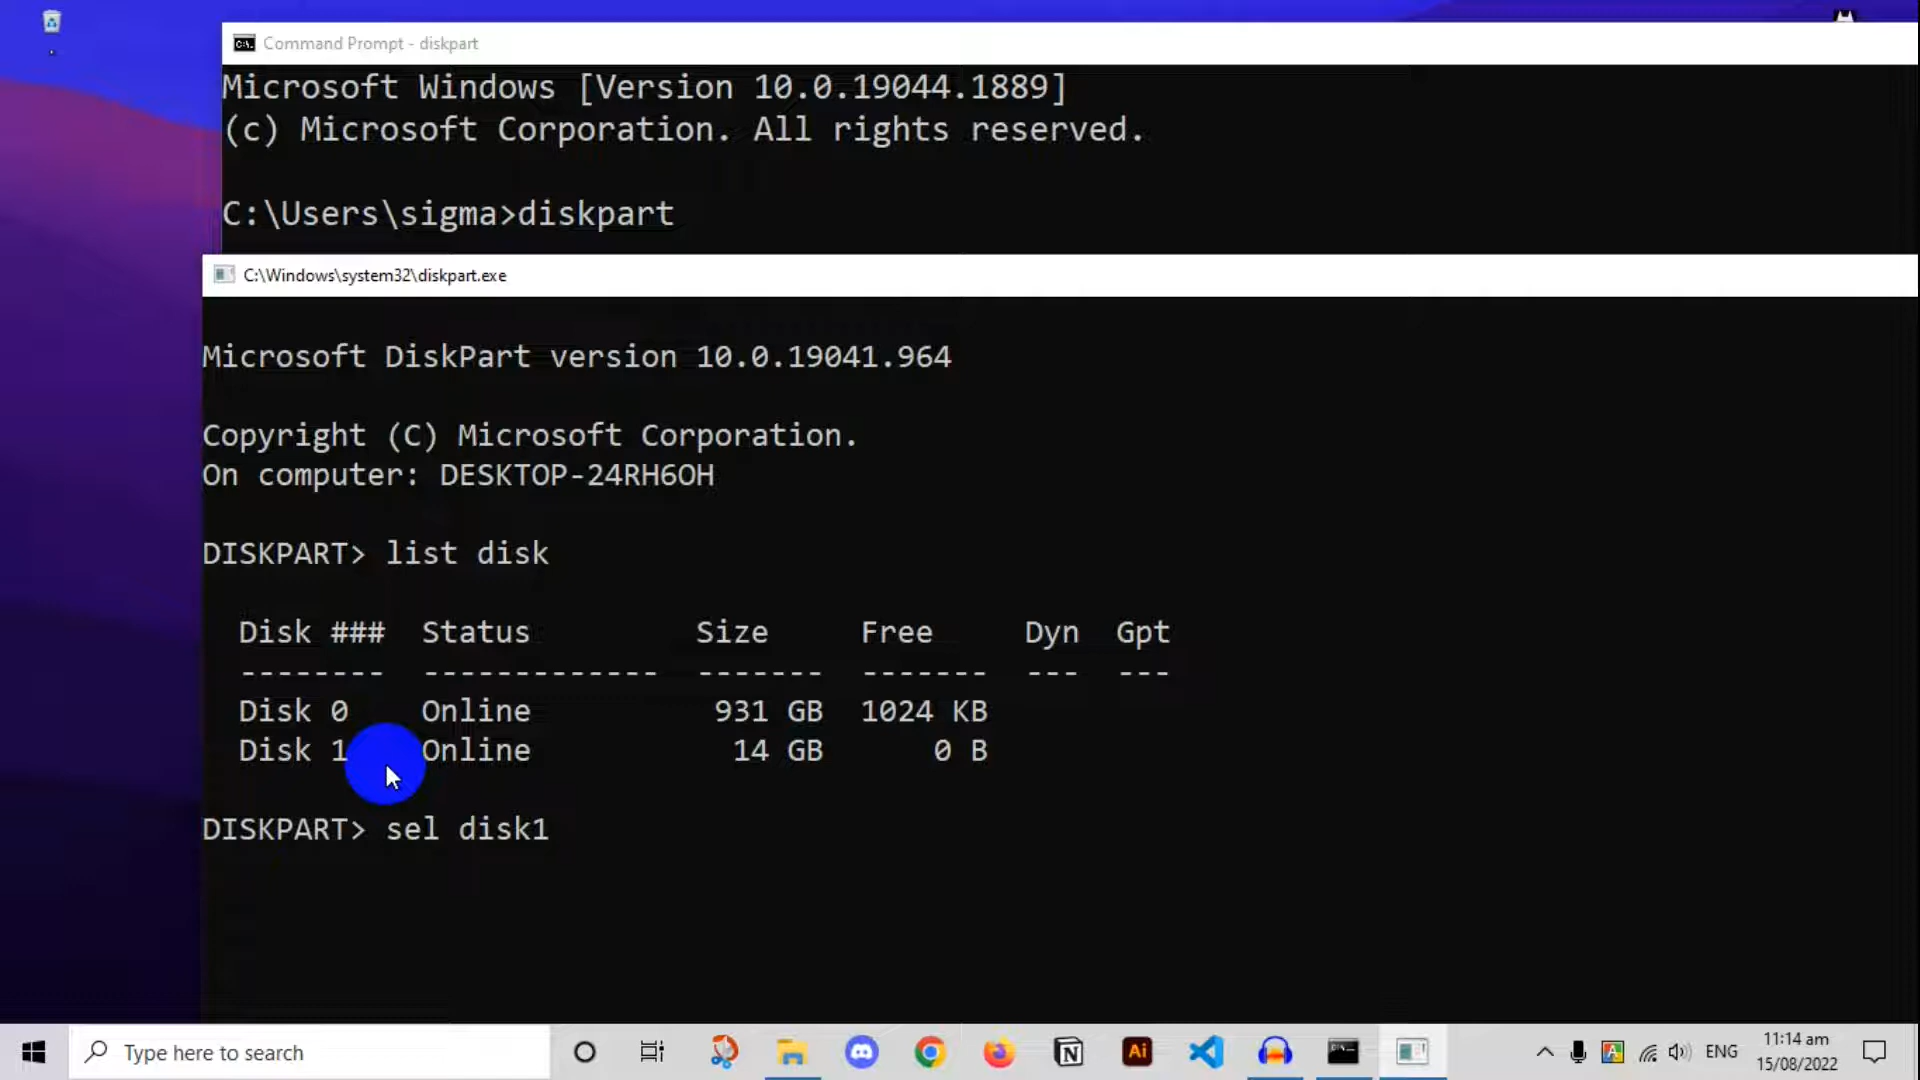 Command Prompt - diskpart
Microsoft Windows [Version 10.0.19044.1889]
(c) Microsoft Corporation. All rights reserved.
C:\Users\sigma>diskpart
C:\Windows\system32\diskpart.exe
Microsoft DiskPart version 10.0.19041.964
Copyright (C) Microsoft Corporation.
On computer: DESKTOP-24RH6OH
DISKPART> list disk
Disk ###  Status         Size     Free     Dyn  Gpt
--------  -------------  -------  -------  ---  ---
Disk 0    Online          931 GB  1024 KB
Disk 1    Online           14 GB      0 B
DISKPART> sel disk1
Type here to search
Ai
ENG
11:14 am
15/08/2022